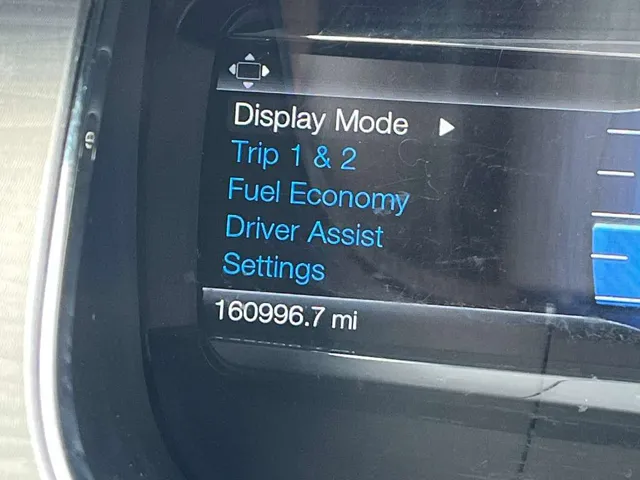 Display Mode
Trip 1 & 2
Fuel Economy
Driver Assist
Settings
160996.7 mi